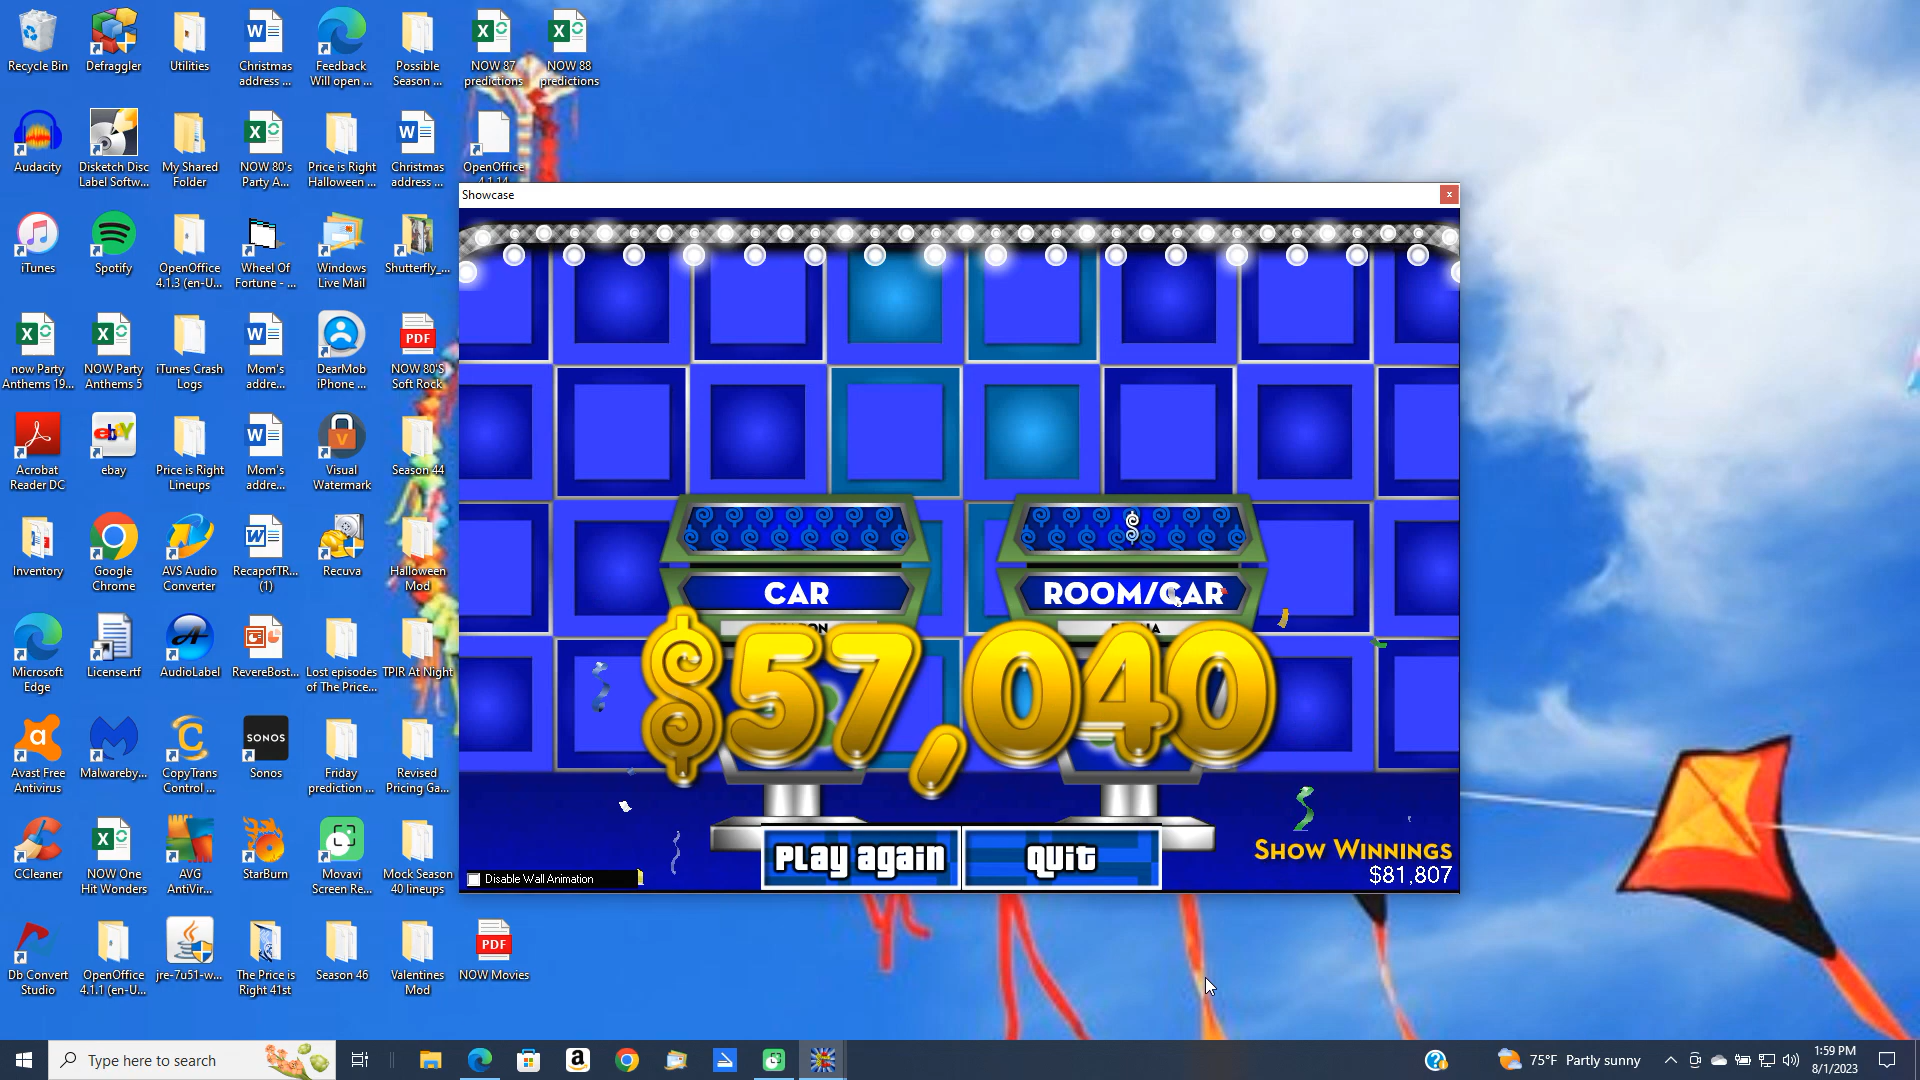 Recycle Bin
Defraggler
Utilities
Christmas
address ...
Feedback
Will open ...
Possible
Season ...
NOW 87
predictions
NOW 88
predictions
Audacity
Disketch Disc
Label Softw...
My Shared
Folder
NOW 80's
Party A...
Price is Right
Halloween ...
Christmas
address ...
OpenOffice
4.1.14
iTunes
Spotify
OpenOffice
4.1.3 (en-U...
Wheel Of
Fortune - ...
Windows
Live Mail
Shutterfly_...
now Party
Anthems 19...
NOW Party
Anthems 5
iTunes Crash
Logs
Mom's
addre...
DearMob
iPhone ...
PDF
NOW 80'S
Soft Rock
Acrobat
Reader DC
ebay
ebay
Price is Right
Lineups
Mom's
addre...
Visual
Watermark
Season 44
Inventory
Google
Chrome
AVS Audio
Converter
RecapofTR...
(1)
Recuva
Halloween
Mod
Microsoft
Edge
License.rtf
AudioLabel
RevereBost...
Lost episodes
of The Price...
TPIR At Night
Avast Free
Antivirus
Malwareby...
CopyTrans
Control ...
SONOS
Sonos
Friday
prediction ...
Revised
Pricing Ga...
CCleaner
NOW One
Hit Wonders
AVG
AntiVir...
StarBurn
Movavi
Screen Re...
Mock Season
40 lineups
Db Convert
Studio
OpenOffice
4.1.1 (en-U...
jre-7u51-w...
The Price is
Right 41st
Season 46
Valentines
Mod
PDF
NOW Movies
Showcase
x
CAR
ROOM/CAR
$57,040
play again
quit
Show Winnings
$81,807
Disable Wall Animation
Type here to search
75°F Partly sunny
1:59 PM
8/1/2023